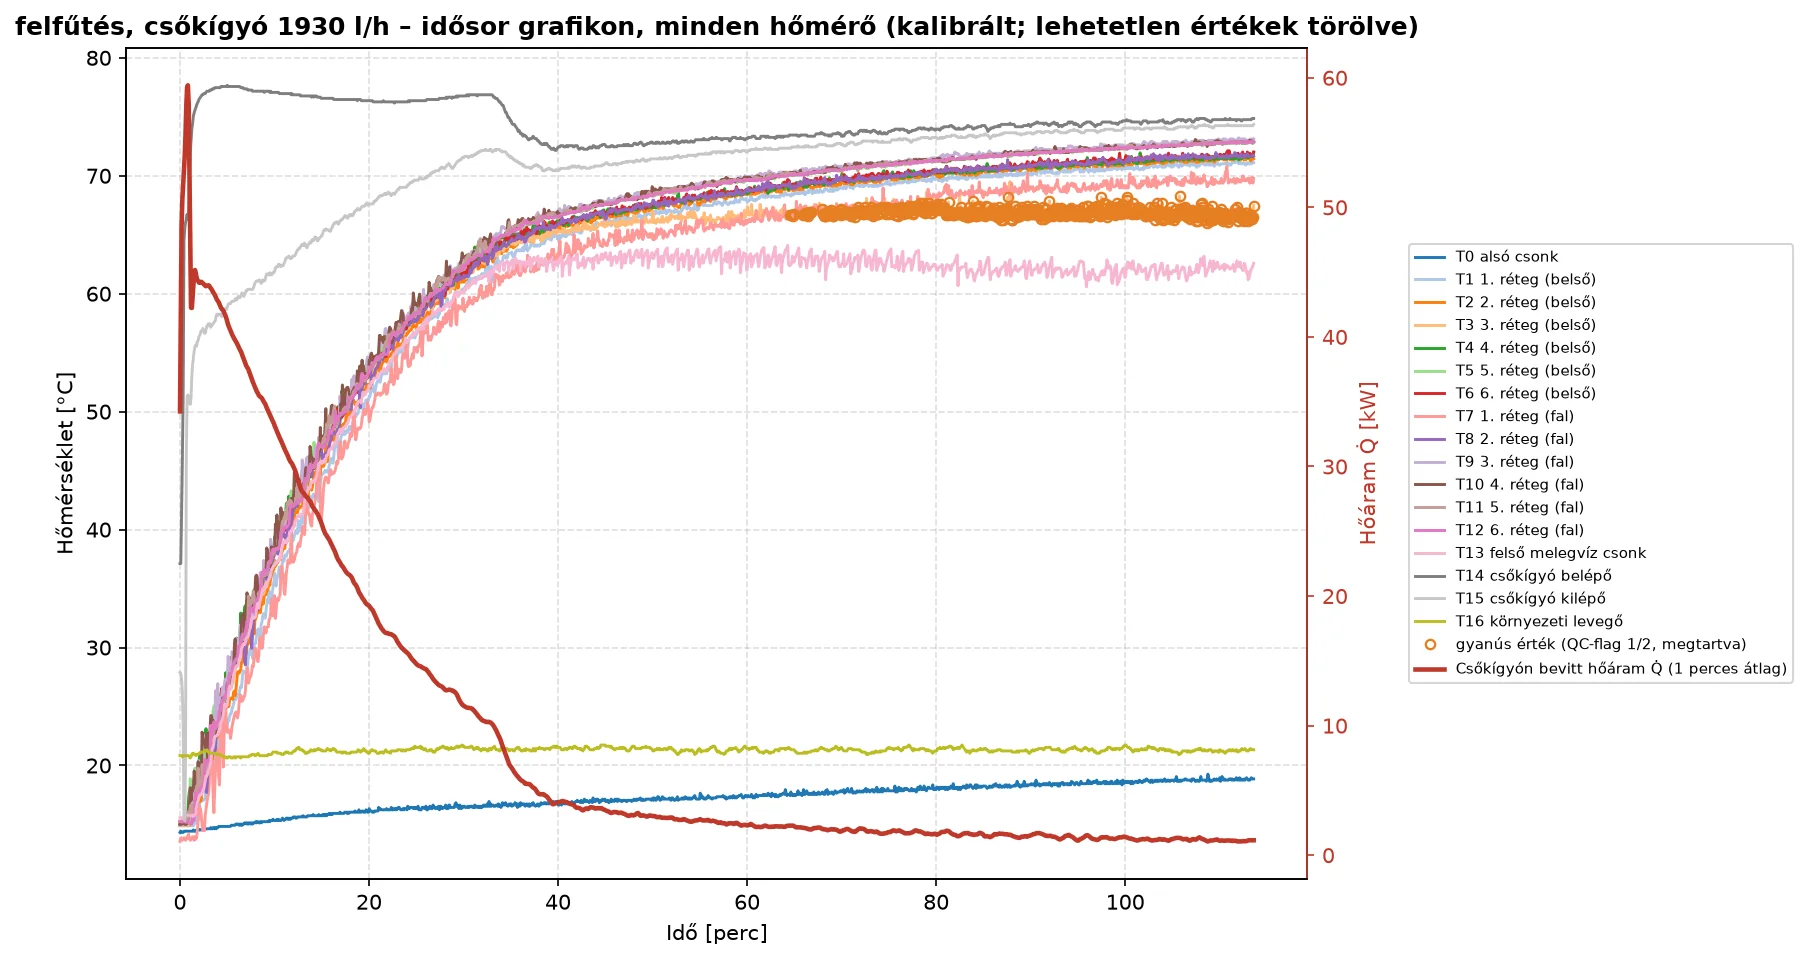 felfűtés, csőkígyó 1930 l/h – idősor grafikon, minden hőmérő (kalibrált; lehetetlen értékek törölve)
80
70
60
50
40
30
20
Hőmérséklet [°C]
0
20
40
60
80
100
Idő [perc]
60
50
40
30
20
10
0
Hőáram Q̇ [kW]
T0 alsó csonk
T1 1. réteg (belső)
T2 2. réteg (belső)
T3 3. réteg (belső)
T4 4. réteg (belső)
T5 5. réteg (belső)
T6 6. réteg (belső)
T7 1. réteg (fal)
T8 2. réteg (fal)
T9 3. réteg (fal)
T10 4. réteg (fal)
T11 5. réteg (fal)
T12 6. réteg (fal)
T13 felső melegvíz csonk
T14 csőkígyó belépő
T15 csőkígyó kilépő
T16 környezeti levegő
gyanús érték (QC-flag 1/2, megtartva)
Csőkígyón bevitt hőáram Q̇ (1 perces átlag)